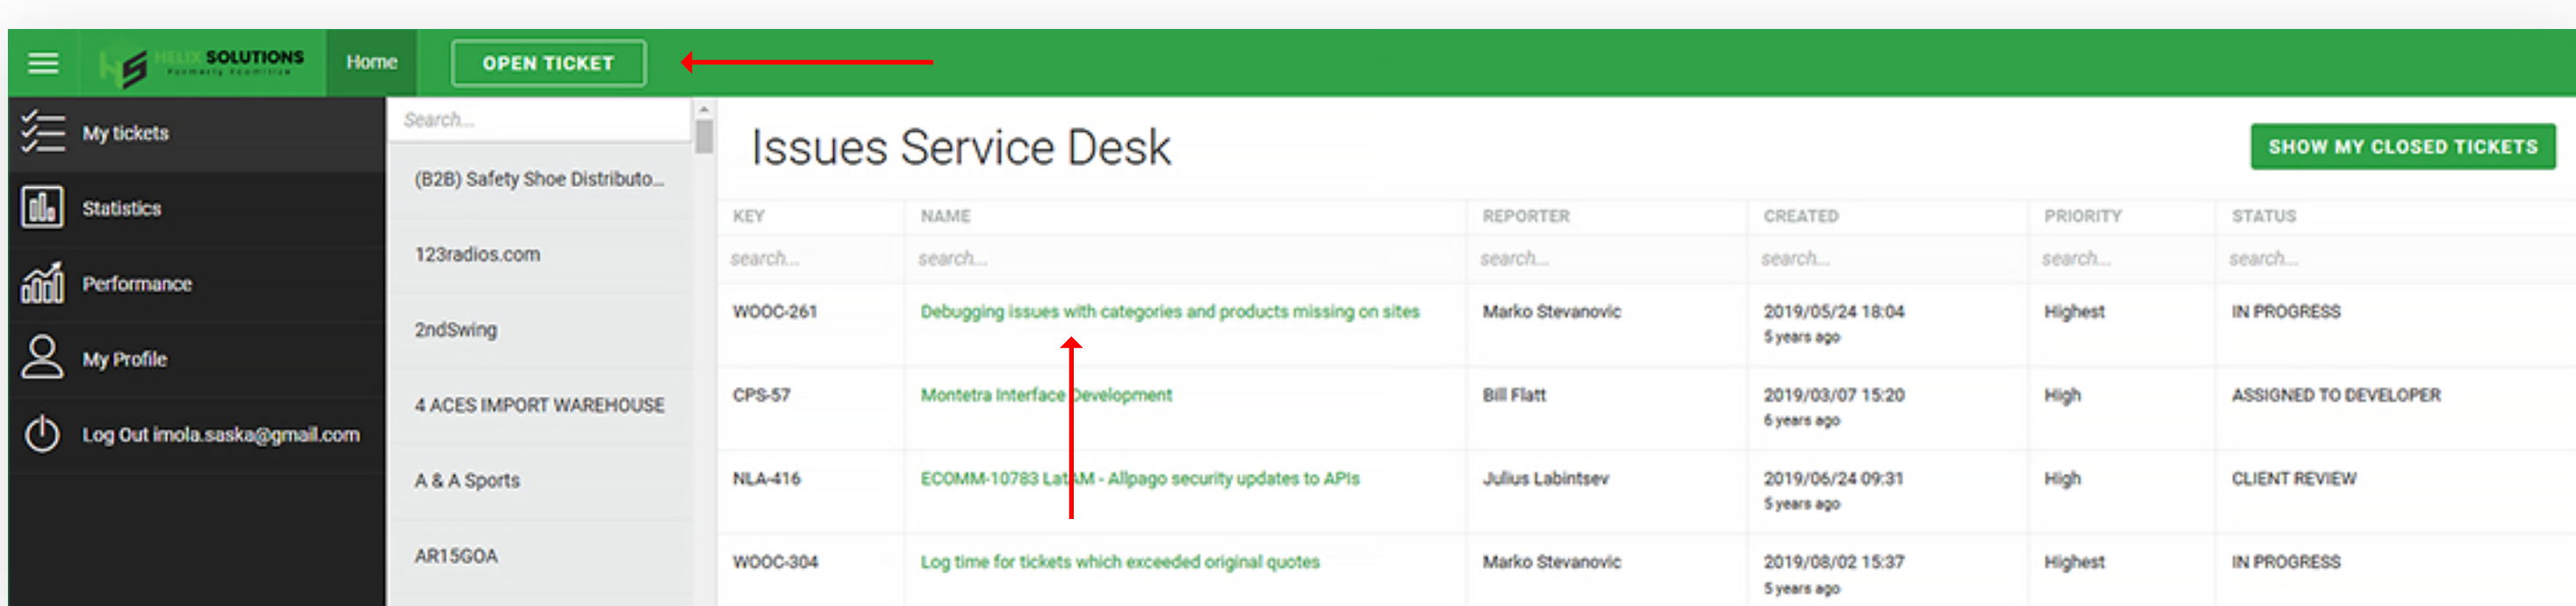 HELIX SOLUTIONS
Formerly Ecomitize
Home
OPEN TICKET
My tickets
Statistics
Performance
My Profile
Log Out imola.saska@gmail.com
Search...
(B2B) Safety Shoe Distributo...
123radios.com
2ndSwing
4 ACES IMPORT WAREHOUSE
A & A Sports
AR15GOA
Issues Service Desk
SHOW MY CLOSED TICKETS
KEY NAME REPORTER CREATED PRIORITY STATUS
search... search... search... search... search... search...
WOOC-261 Debugging issues with categories and products missing on sites Marko Stevanovic 2019/05/24 18:04 Highest IN PROGRESS
5 years ago
CPS-57 Montetra Interface Development Bill Flatt 2019/03/07 15:20 High ASSIGNED TO DEVELOPER
6 years ago
NLA-416 ECOMM-10783 LatAM - Allpago security updates to APIs Julius Labintsev 2019/06/24 09:31 High CLIENT REVIEW
5 years ago
WOOC-304 Log time for tickets which exceeded original quotes Marko Stevanovic 2019/08/02 15:37 Highest IN PROGRESS
5 years ago